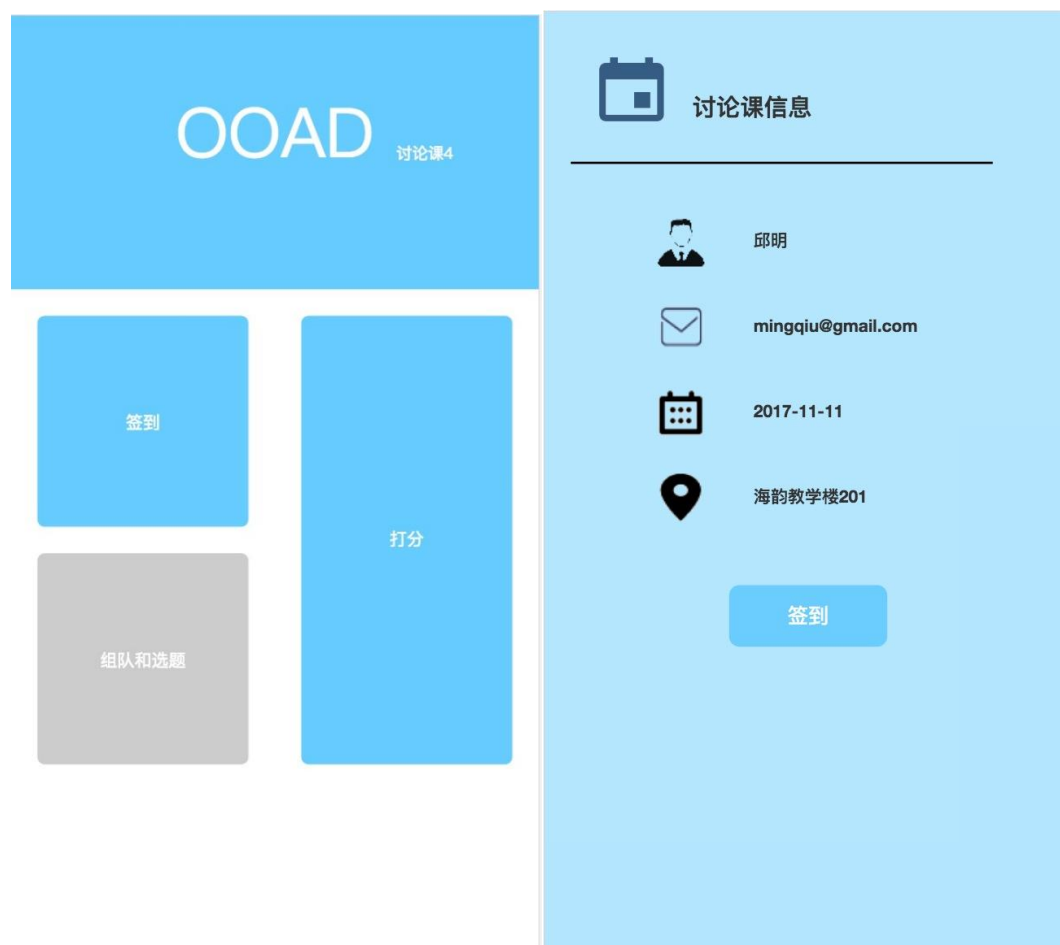 OOAD 讨论课4
签到
打分
组队和选题
讨论课信息
邱明
mingqiu@gmail.com
2017-11-11
海韵教学楼201
签到